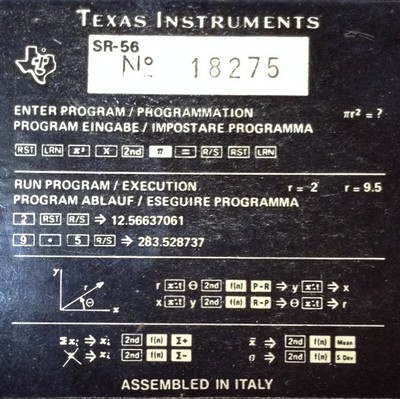 TEXAS INSTRUMENTS
SR-56
Nº 18275
ENTER PROGRAM / PROGRAMMATION πr² = ?
PROGRAM EINGABE / IMPOSTARE PROGRAMMA
RST LRN x² X 2nd π = R/S RST LRN
RUN PROGRAM / EXECUTION r = 2 r = 9.5
PROGRAM ABLAUF / ESEGUIRE PROGRAMMA
2 RST R/S ⇒ 12.56637061
9 • 5 R/S ⇒ 283.528737
y r θ x
r x:t θ 2nd f(n) P-R ⇒ y x:t ⇒ x
x x:t y 2nd f(n) R-P ⇒ θ x:t ⇒ r
Σxᵢ ⇒ xᵢ 2nd f(n) Σ+ x̄ ⇒ 2nd f(n) Mean
⇒ xᵢ 2nd f(n) Σ- σ ⇒ 2nd f(n) S Dev
ASSEMBLED IN ITALY